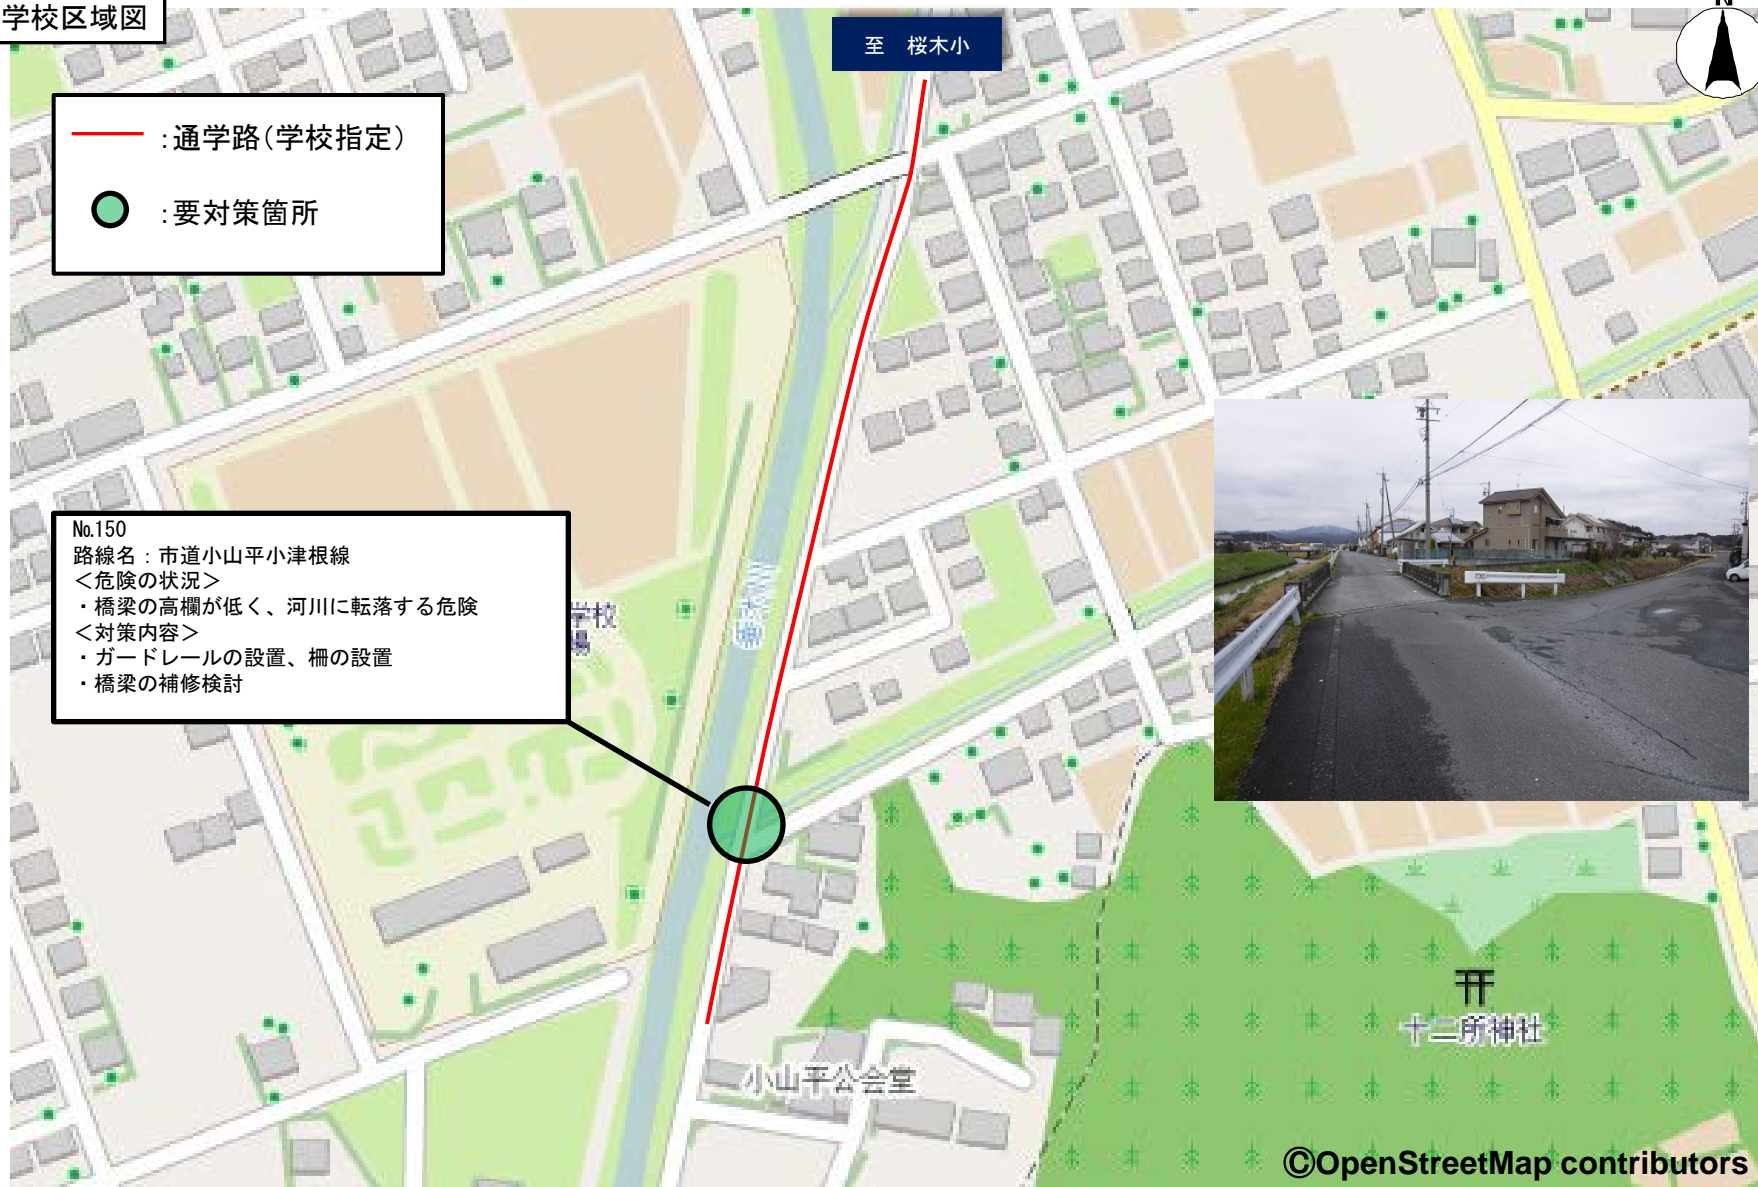 学校区域図
N
至　桜木小
：通学路（学校指定）
：要対策箇所
No.150
路線名：市道小山平小津根線
＜危険の状況＞
・橋梁の高欄が低く、河川に転落する危険
＜対策内容＞
・ガードレールの設置、柵の設置
・橋梁の補修検討
学校
場
十二所神社
小山平公会堂
©OpenStreetMap contributors